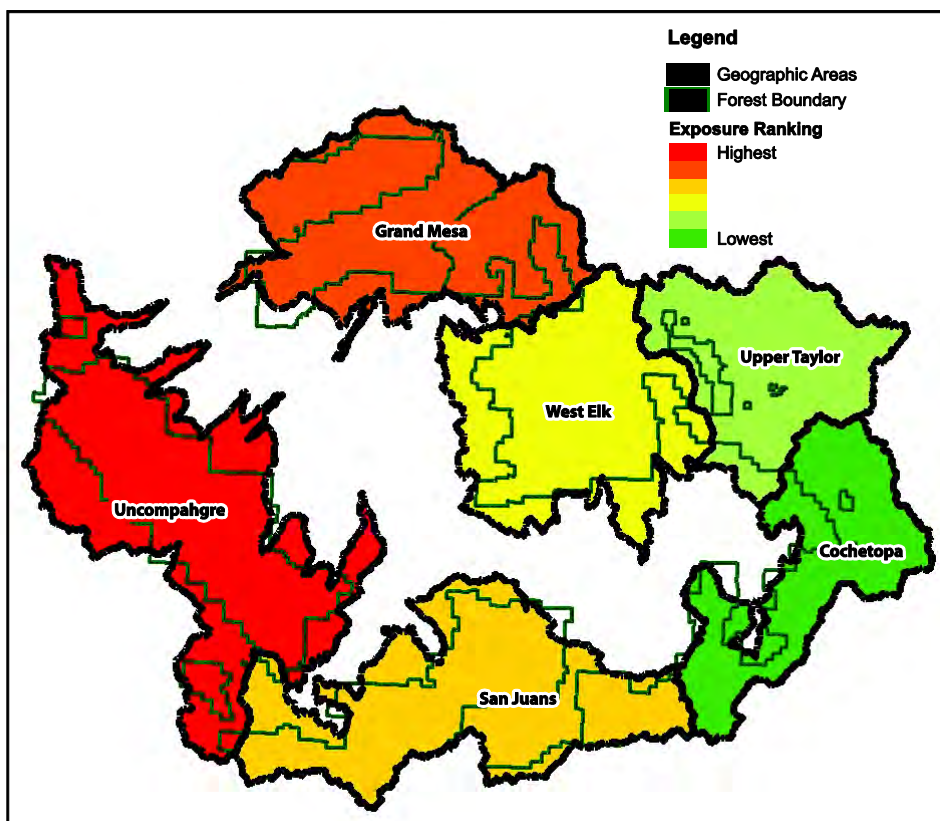 Legend
Geographic Areas
Forest Boundary
Exposure Ranking
Highest
Lowest
Grand Mesa
Upper Taylor
West Elk
Uncompahgre
Cochetopa
San Juans